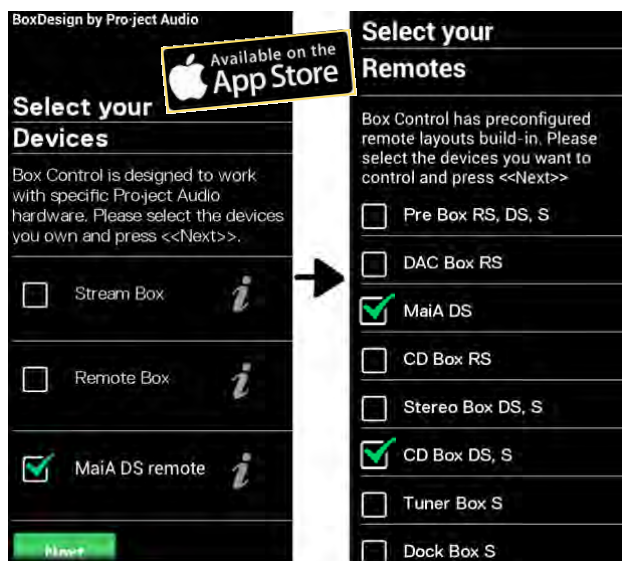 BoxDesign by Pro-ject Audio
Available on the
App Store
Select your
Devices
Box Control is designed to work
with specific Pro-ject Audio
hardware. Please select the devices
you own and press <<Next>>.
Stream Box
Remote Box
MaiA DS remote
Next
Select your
Remotes
Box Control has preconfigured
remote layouts build-in. Please
select the devices you want to
control and press <<Next>>
Pre Box RS, DS, S
DAC Box RS
MaiA DS
CD Box RS
Stereo Box DS, S
CD Box DS, S
Tuner Box S
Dock Box S